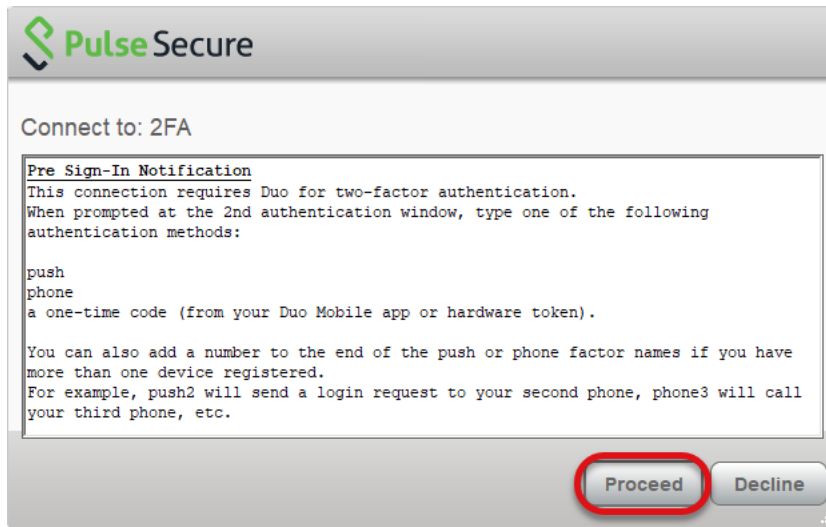 Pulse Secure
Connect to: 2FA
Pre Sign-In Notification
This connection requires Duo for two-factor authentication.
When prompted at the 2nd authentication window, type one of the following
authentication methods:
push
phone
a one-time code (from your Duo Mobile app or hardware token).
You can also add a number to the end of the push or phone factor names if you have
more than one device registered.
For example, push2 will send a login request to your second phone, phone3 will call
your third phone, etc.
Proceed
Decline